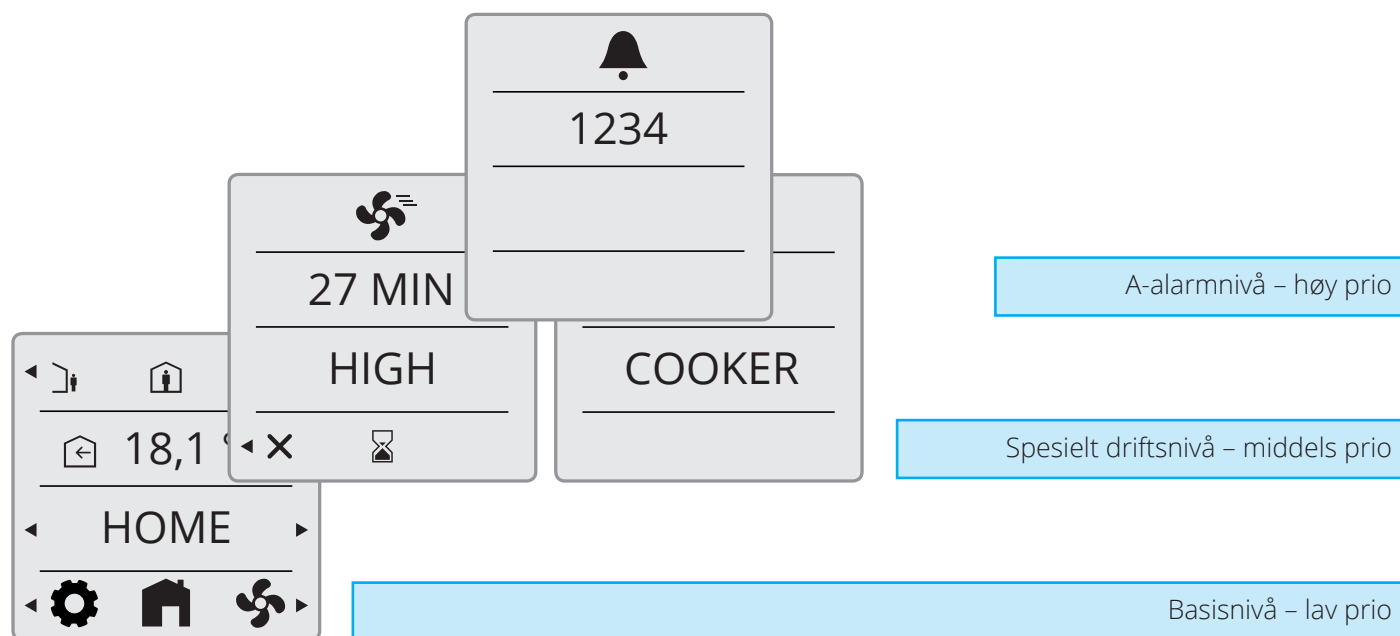 1234
27 MIN
HIGH
COOKER
18,1
HOME
A-alarmnivå – høy prio
Spesielt driftsnivå – middels prio
Basisnivå – lav prio